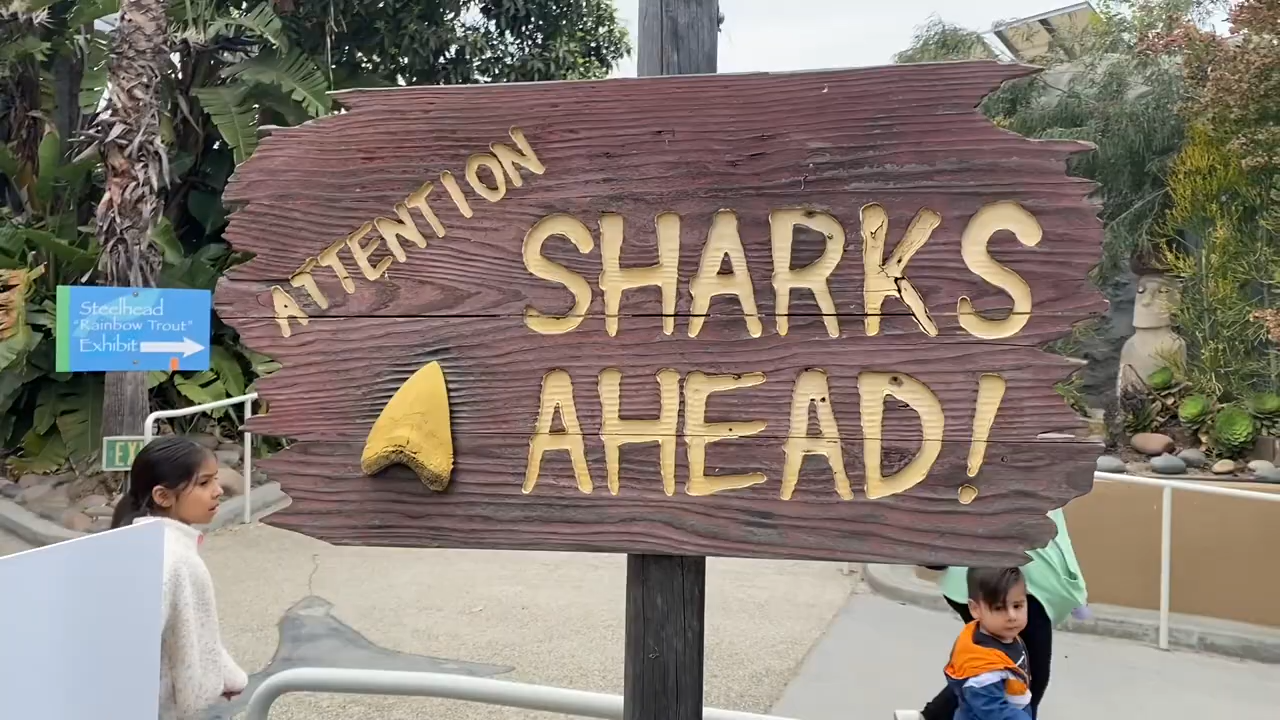 ATTENTION
SHARKS
AHEAD!
Steelhead
"Rainbow Trout"
Exhibit